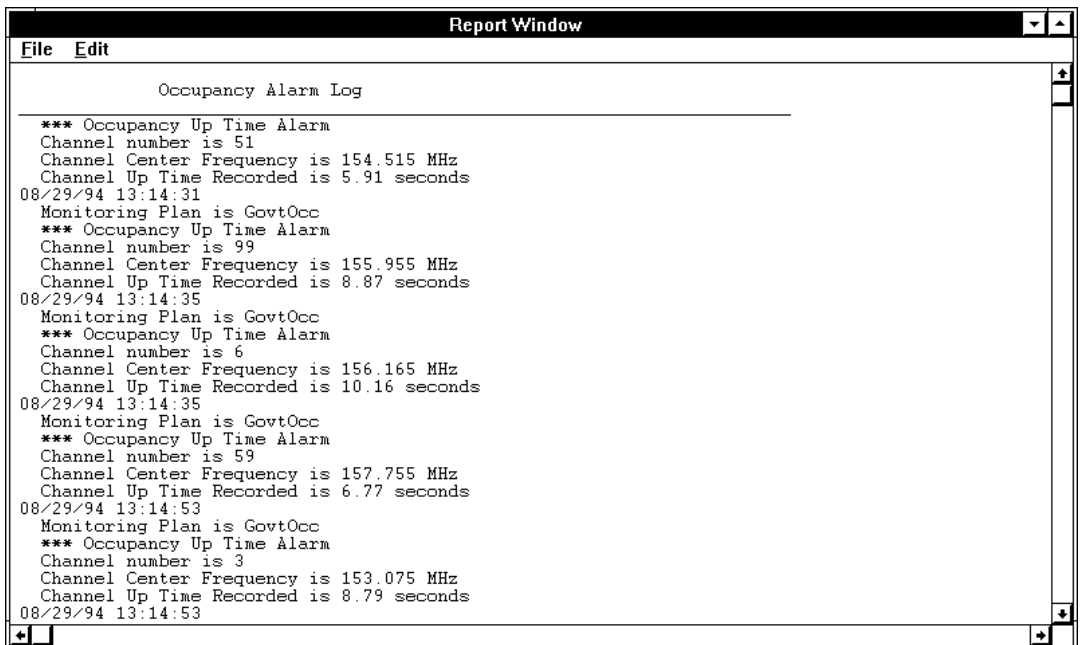 Report Window
File Edit
Occupancy Alarm Log
*** Occupancy Up Time Alarm
Channel number is 51
Channel Center Frequency is 154.515 MHz
Channel Up Time Recorded is 5.91 seconds
08/29/94 13:14:31
Monitoring Plan is GovtOcc
*** Occupancy Up Time Alarm
Channel number is 99
Channel Center Frequency is 155.955 MHz
Channel Up Time Recorded is 8.87 seconds
08/29/94 13:14:35
Monitoring Plan is GovtOcc
*** Occupancy Up Time Alarm
Channel number is 6
Channel Center Frequency is 156.165 MHz
Channel Up Time Recorded is 10.16 seconds
08/29/94 13:14:35
Monitoring Plan is GovtOcc
*** Occupancy Up Time Alarm
Channel number is 59
Channel Center Frequency is 157.755 MHz
Channel Up Time Recorded is 6.77 seconds
08/29/94 13:14:53
Monitoring Plan is GovtOcc
*** Occupancy Up Time Alarm
Channel number is 3
Channel Center Frequency is 153.075 MHz
Channel Up Time Recorded is 8.79 seconds
08/29/94 13:14:53